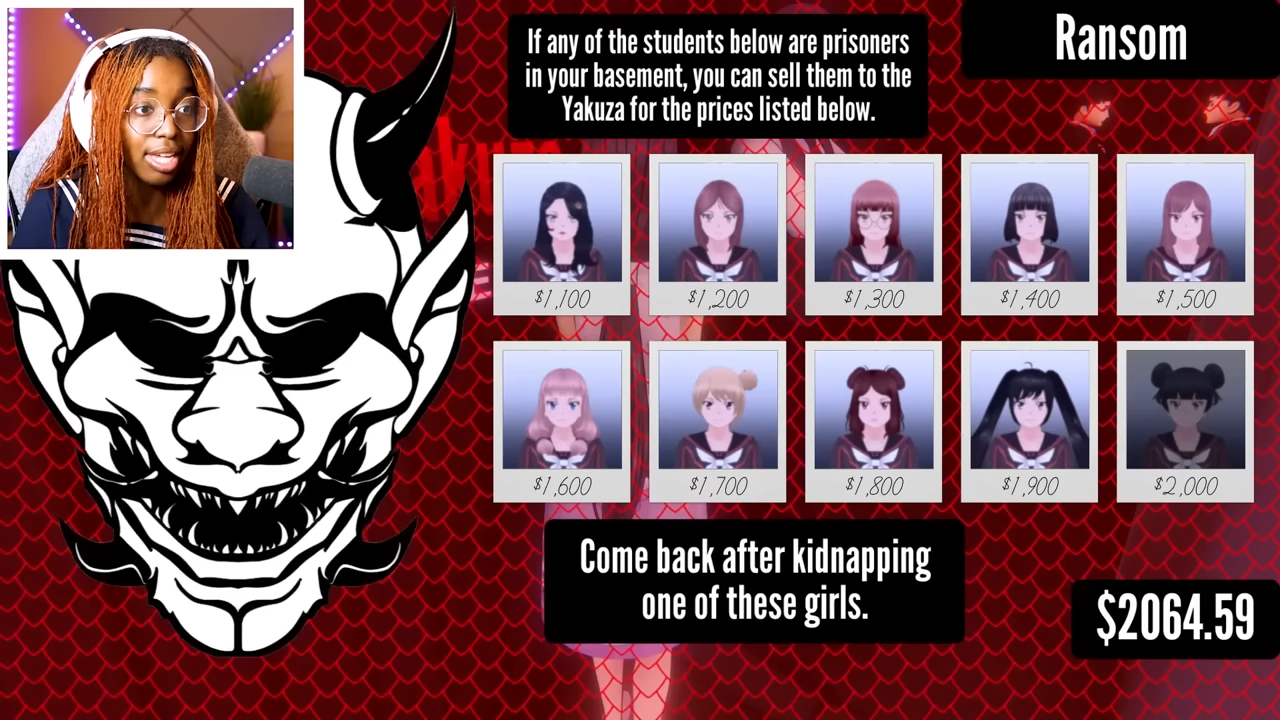 If any of the students below are prisoners
in your basement, you can sell them to the
Yakuza for the prices listed below.
Ransom
$1,100
$1,200
$1,300
$1,400
$1,500
$1,600
$1,700
$1,800
$1,900
$2,000
Come back after kidnapping
one of these girls.
$2064.59